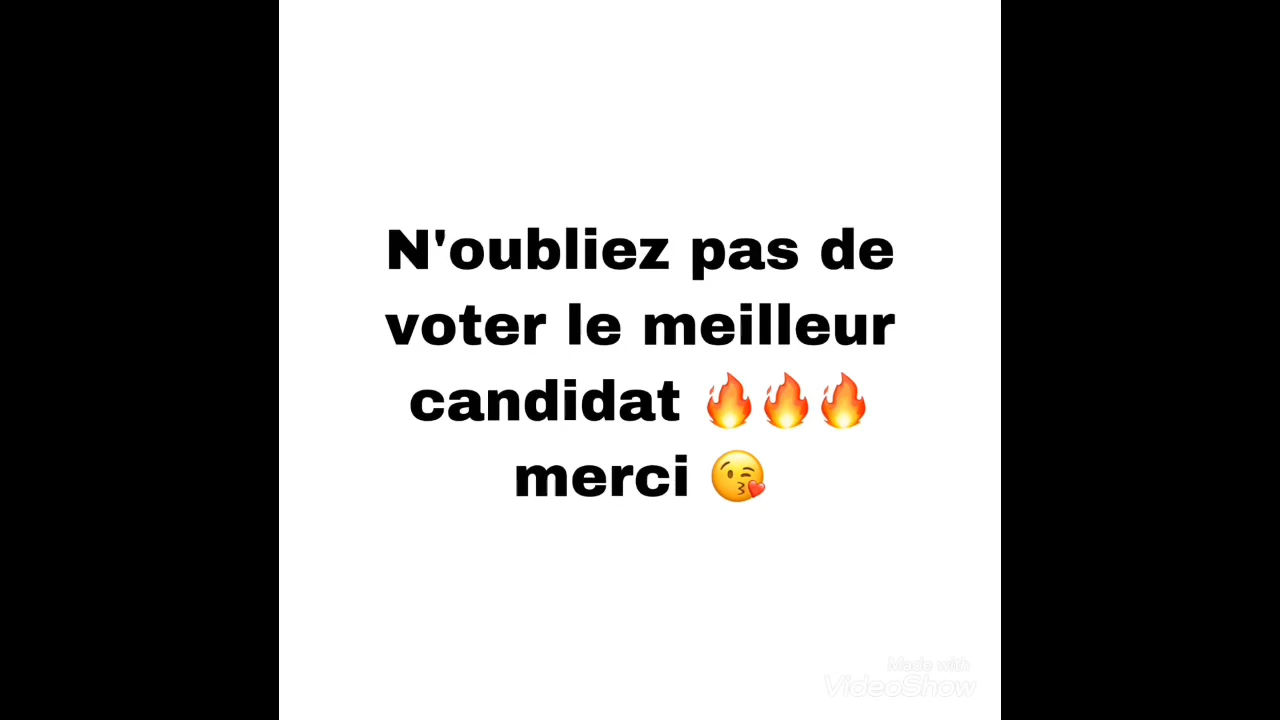 N'oubliez pas de
voter le meilleur
candidat 🔥🔥🔥
merci 😘
Made with
VideoShow